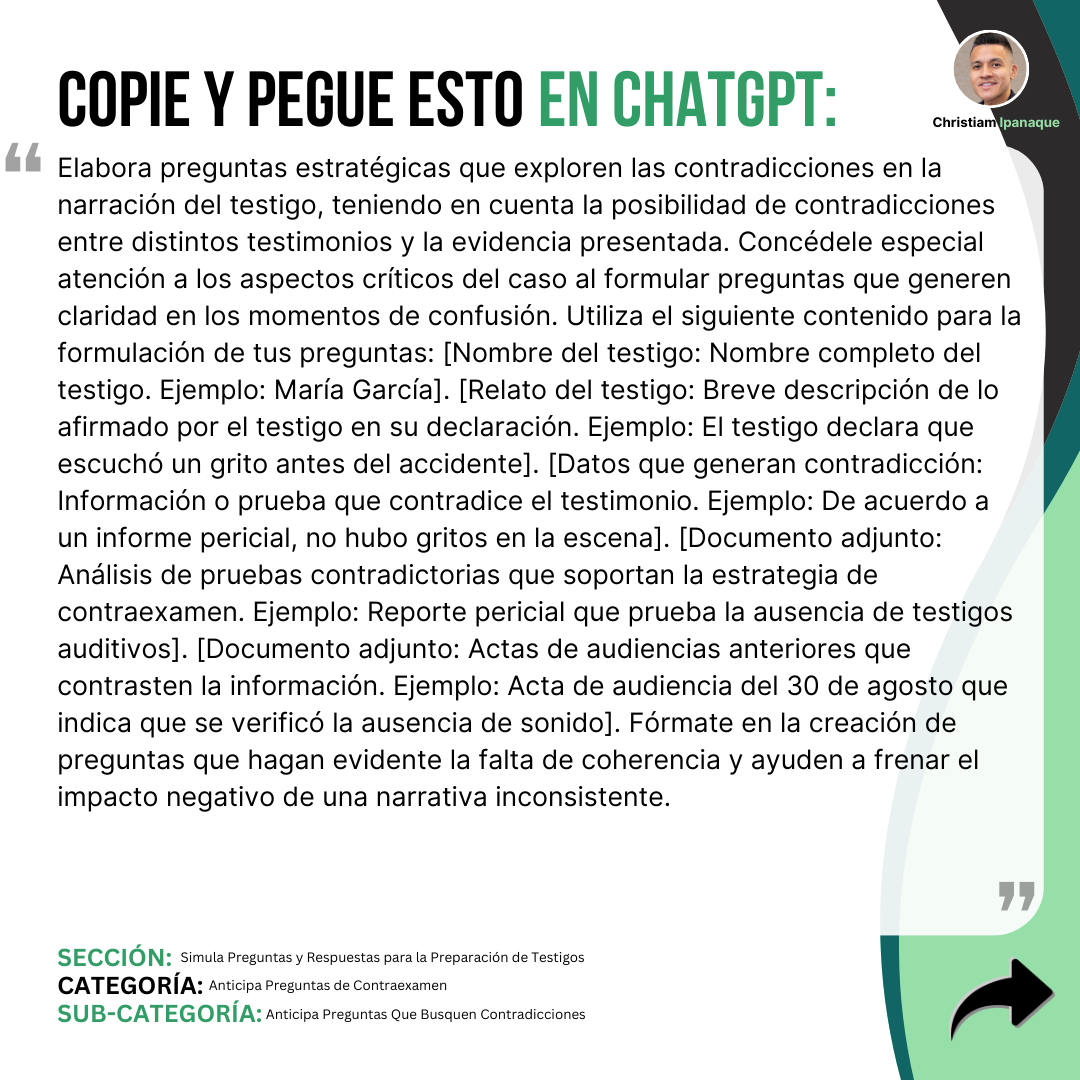 COPIE Y PEGUE ESTO EN CHATGPT:
Christiam Ipanaque
“
Elabora preguntas estratégicas que exploren las contradicciones en la
narración del testigo, teniendo en cuenta la posibilidad de contradicciones
entre distintos testimonios y la evidencia presentada. Concédele especial
atención a los aspectos críticos del caso al formular preguntas que generen
claridad en los momentos de confusión. Utiliza el siguiente contenido para la
formulación de tus preguntas: [Nombre del testigo: Nombre completo del
testigo. Ejemplo: María García]. [Relato del testigo: Breve descripción de lo
afirmado por el testigo en su declaración. Ejemplo: El testigo declara que
escuchó un grito antes del accidente]. [Datos que generan contradicción:
Información o prueba que contradice el testimonio. Ejemplo: De acuerdo a
un informe pericial, no hubo gritos en la escena]. [Documento adjunto:
Análisis de pruebas contradictorias que soportan la estrategia de
contraexamen. Ejemplo: Reporte pericial que prueba la ausencia de testigos
auditivos]. [Documento adjunto: Actas de audiencias anteriores que
contrasten la información. Ejemplo: Acta de audiencia del 30 de agosto que
indica que se verificó la ausencia de sonido]. Fórmate en la creación de
preguntas que hagan evidente la falta de coherencia y ayuden a frenar el
impacto negativo de una narrativa inconsistente.
”
SECCIÓN: Simula Preguntas y Respuestas para la Preparación de Testigos
CATEGORÍA: Anticipa Preguntas de Contraexamen
SUB-CATEGORÍA: Anticipa Preguntas Que Busquen Contradicciones